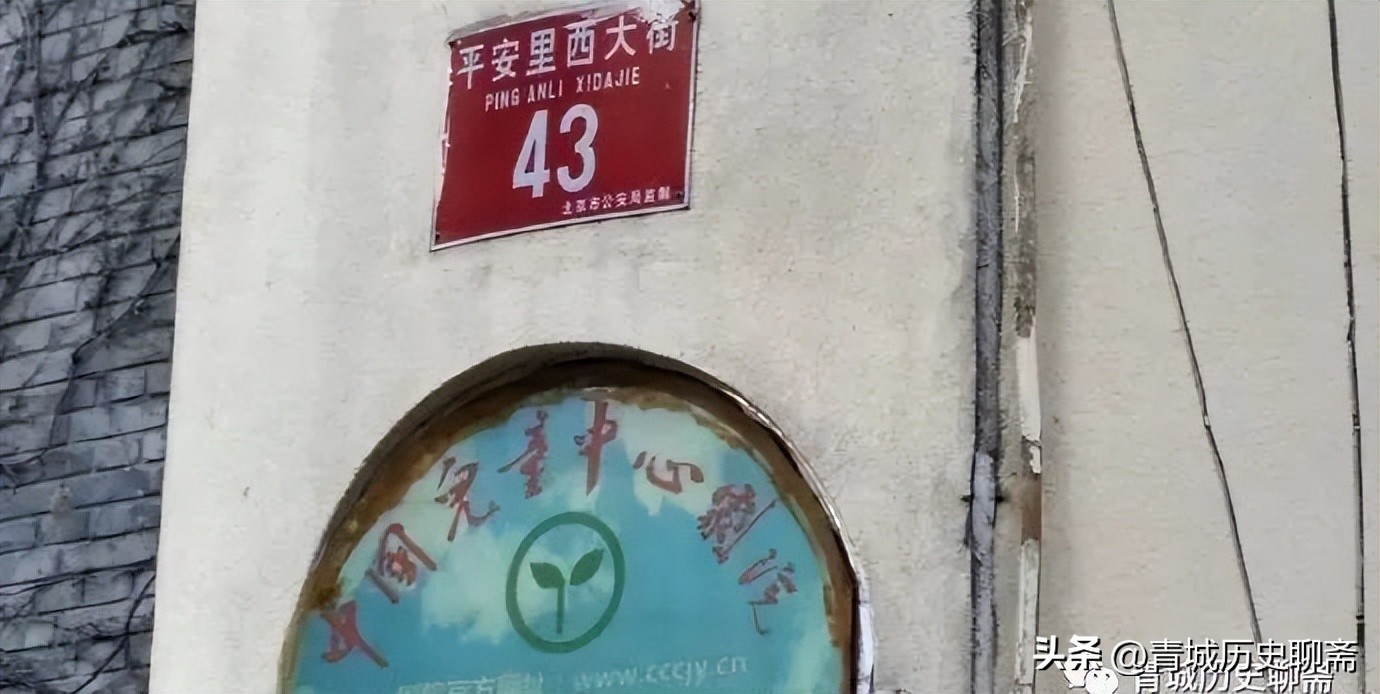 平安里西大街
PING'ANLI XIDAJIE
43
北京市公安局监制
中国儿童中心剧院
www.cccjy.cn
头条 @青城历史聊斋
青城历史聊斋